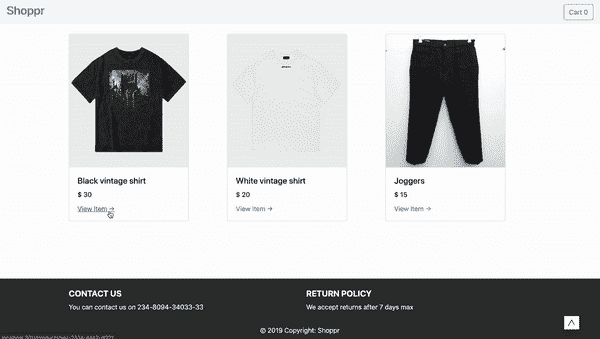 Shoppr
Cart 0
Black vintage shirt
$ 30
View Item →
White vintage shirt
$ 20
View Item →
Joggers
$ 15
View Item →
CONTACT US
You can contact us on 234-8094-34033-33
RETURN POLICY
We accept returns after 7 days max
© 2019 Copyright: Shoppr